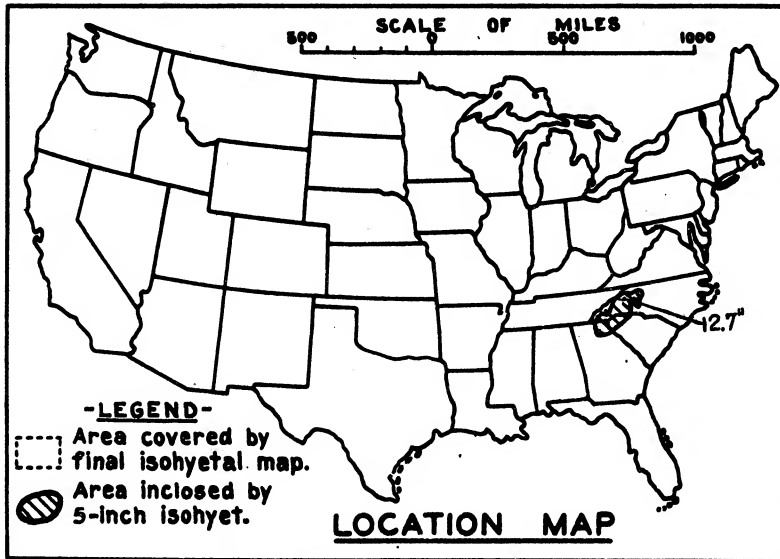 SCALE OF MILES
500 0 500 1000
12.7"
-LEGEND-
Area covered by
final isohyetal map.
Area inclosed by
5-inch isohyet.
LOCATION MAP